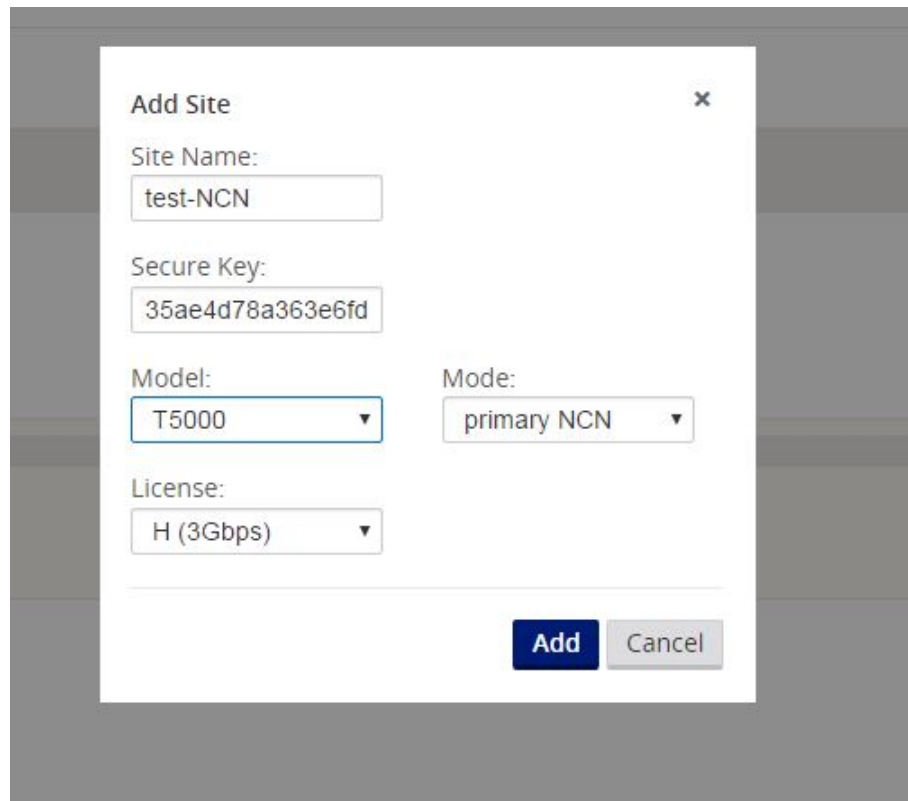 Add Site
Site Name:
test-NCN
Secure Key:
35ae4d78a363e6fd
Model: Mode:
T5000 primary NCN
License:
H (3Gbps)
Add Cancel